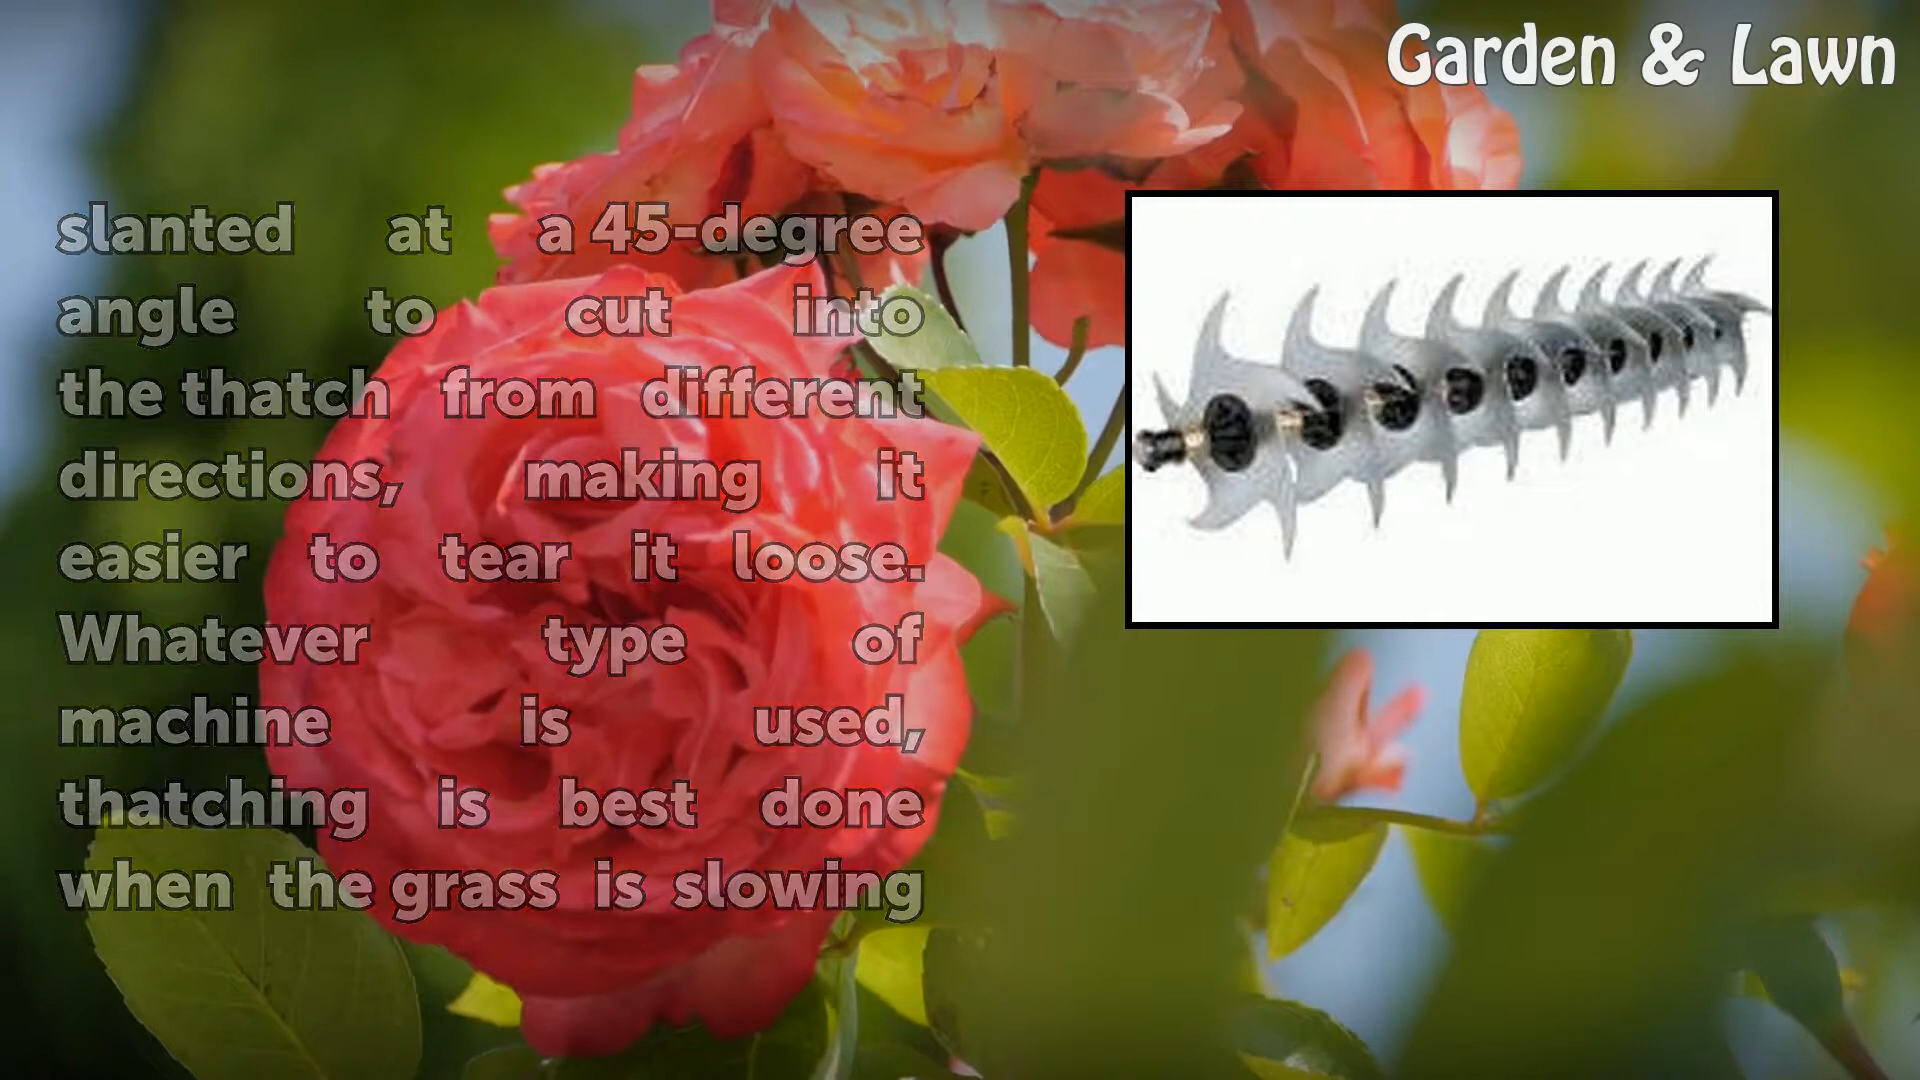 Garden & Lawn
slanted at a 45-degree
angle to cut into
the thatch from different
directions, making it
easier to tear it loose.
Whatever type of
machine is used,
thatching is best done
when the grass is slowing